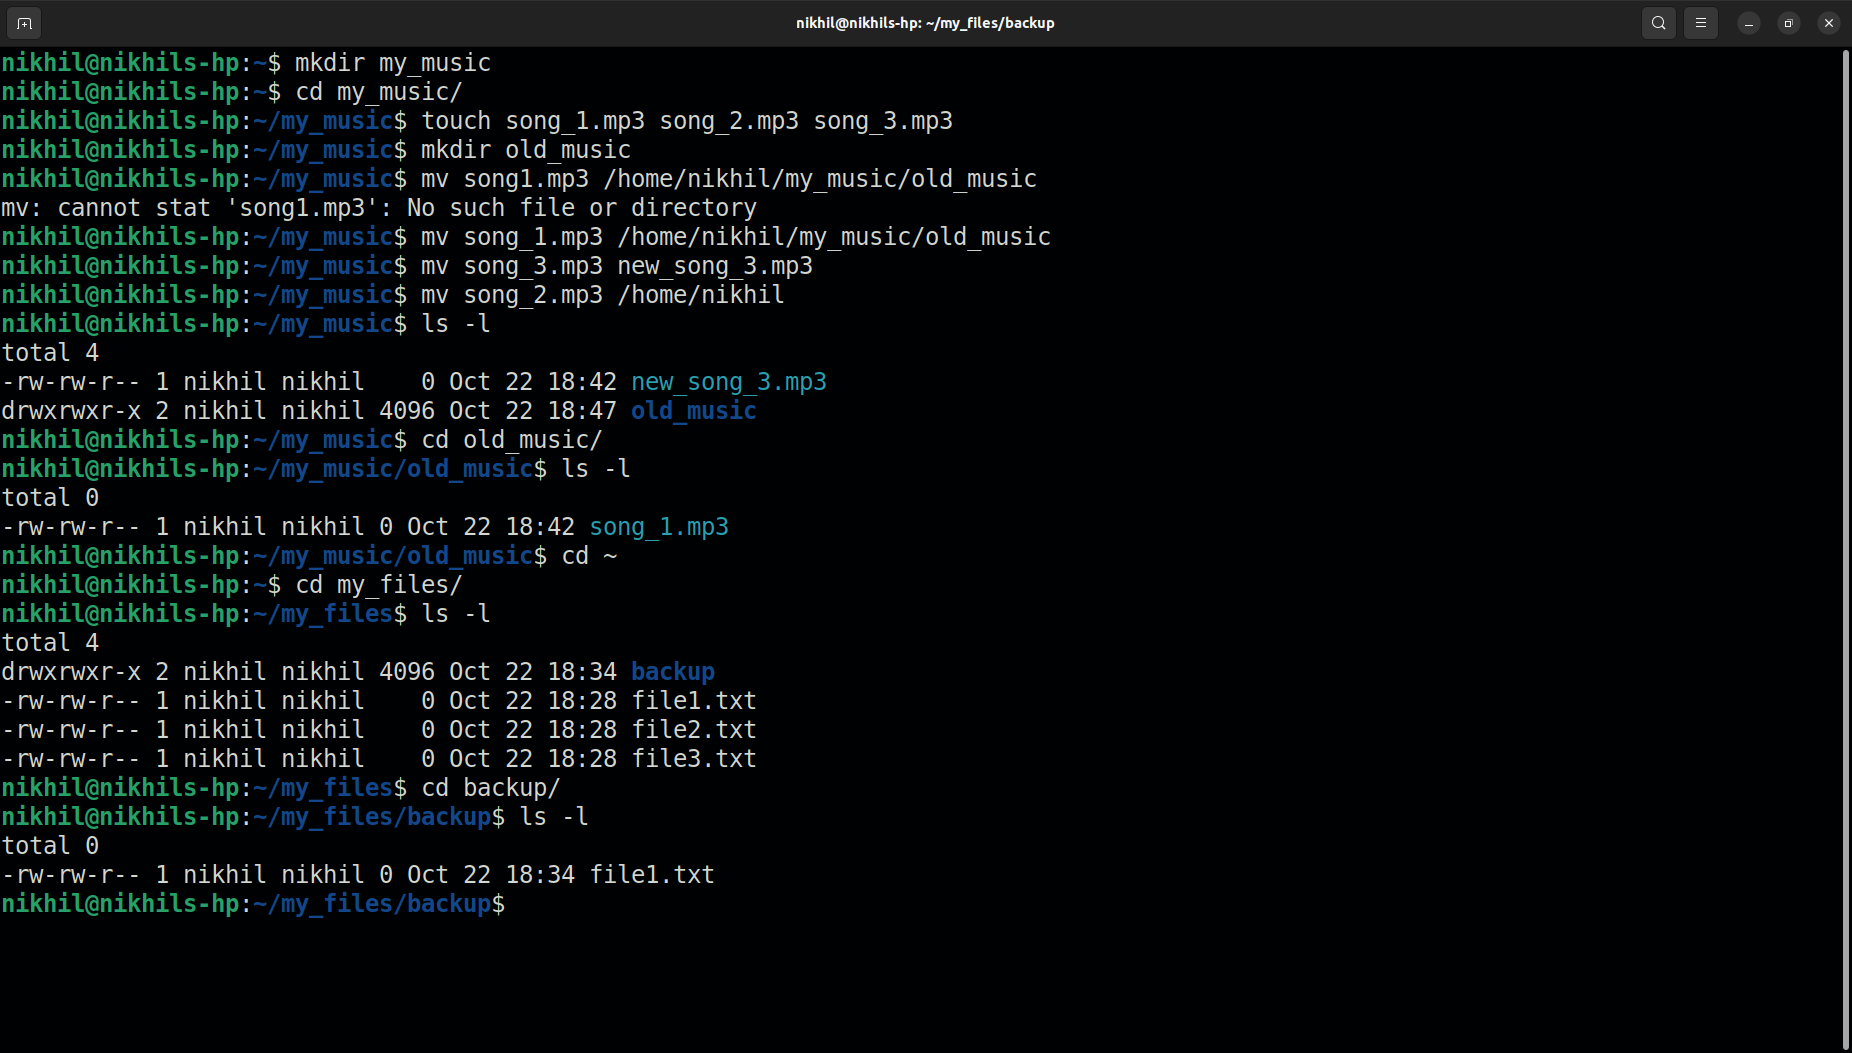 nikhil@nikhils-hp: ~/my_files/backup
nikhil@nikhils-hp:~$ mkdir my_music
nikhil@nikhils-hp:~$ cd my_music/
nikhil@nikhils-hp:~/my_music$ touch song_1.mp3 song_2.mp3 song_3.mp3
nikhil@nikhils-hp:~/my_music$ mkdir old_music
nikhil@nikhils-hp:~/my_music$ mv song1.mp3 /home/nikhil/my_music/old_music
mv: cannot stat 'song1.mp3': No such file or directory
nikhil@nikhils-hp:~/my_music$ mv song_1.mp3 /home/nikhil/my_music/old_music
nikhil@nikhils-hp:~/my_music$ mv song_3.mp3 new_song_3.mp3
nikhil@nikhils-hp:~/my_music$ mv song_2.mp3 /home/nikhil
nikhil@nikhils-hp:~/my_music$ ls -l
total 4
-rw-rw-r-- 1 nikhil nikhil    0 Oct 22 18:42 new_song_3.mp3
drwxrwxr-x 2 nikhil nikhil 4096 Oct 22 18:47 old_music
nikhil@nikhils-hp:~/my_music$ cd old_music/
nikhil@nikhils-hp:~/my_music/old_music$ ls -l
total 0
-rw-rw-r-- 1 nikhil nikhil 0 Oct 22 18:42 song_1.mp3
nikhil@nikhils-hp:~/my_music/old_music$ cd ~
nikhil@nikhils-hp:~$ cd my_files/
nikhil@nikhils-hp:~/my_files$ ls -l
total 4
drwxrwxr-x 2 nikhil nikhil 4096 Oct 22 18:34 backup
-rw-rw-r-- 1 nikhil nikhil    0 Oct 22 18:28 file1.txt
-rw-rw-r-- 1 nikhil nikhil    0 Oct 22 18:28 file2.txt
-rw-rw-r-- 1 nikhil nikhil    0 Oct 22 18:28 file3.txt
nikhil@nikhils-hp:~/my_files$ cd backup/
nikhil@nikhils-hp:~/my_files/backup$ ls -l
total 0
-rw-rw-r-- 1 nikhil nikhil 0 Oct 22 18:34 file1.txt
nikhil@nikhils-hp:~/my_files/backup$